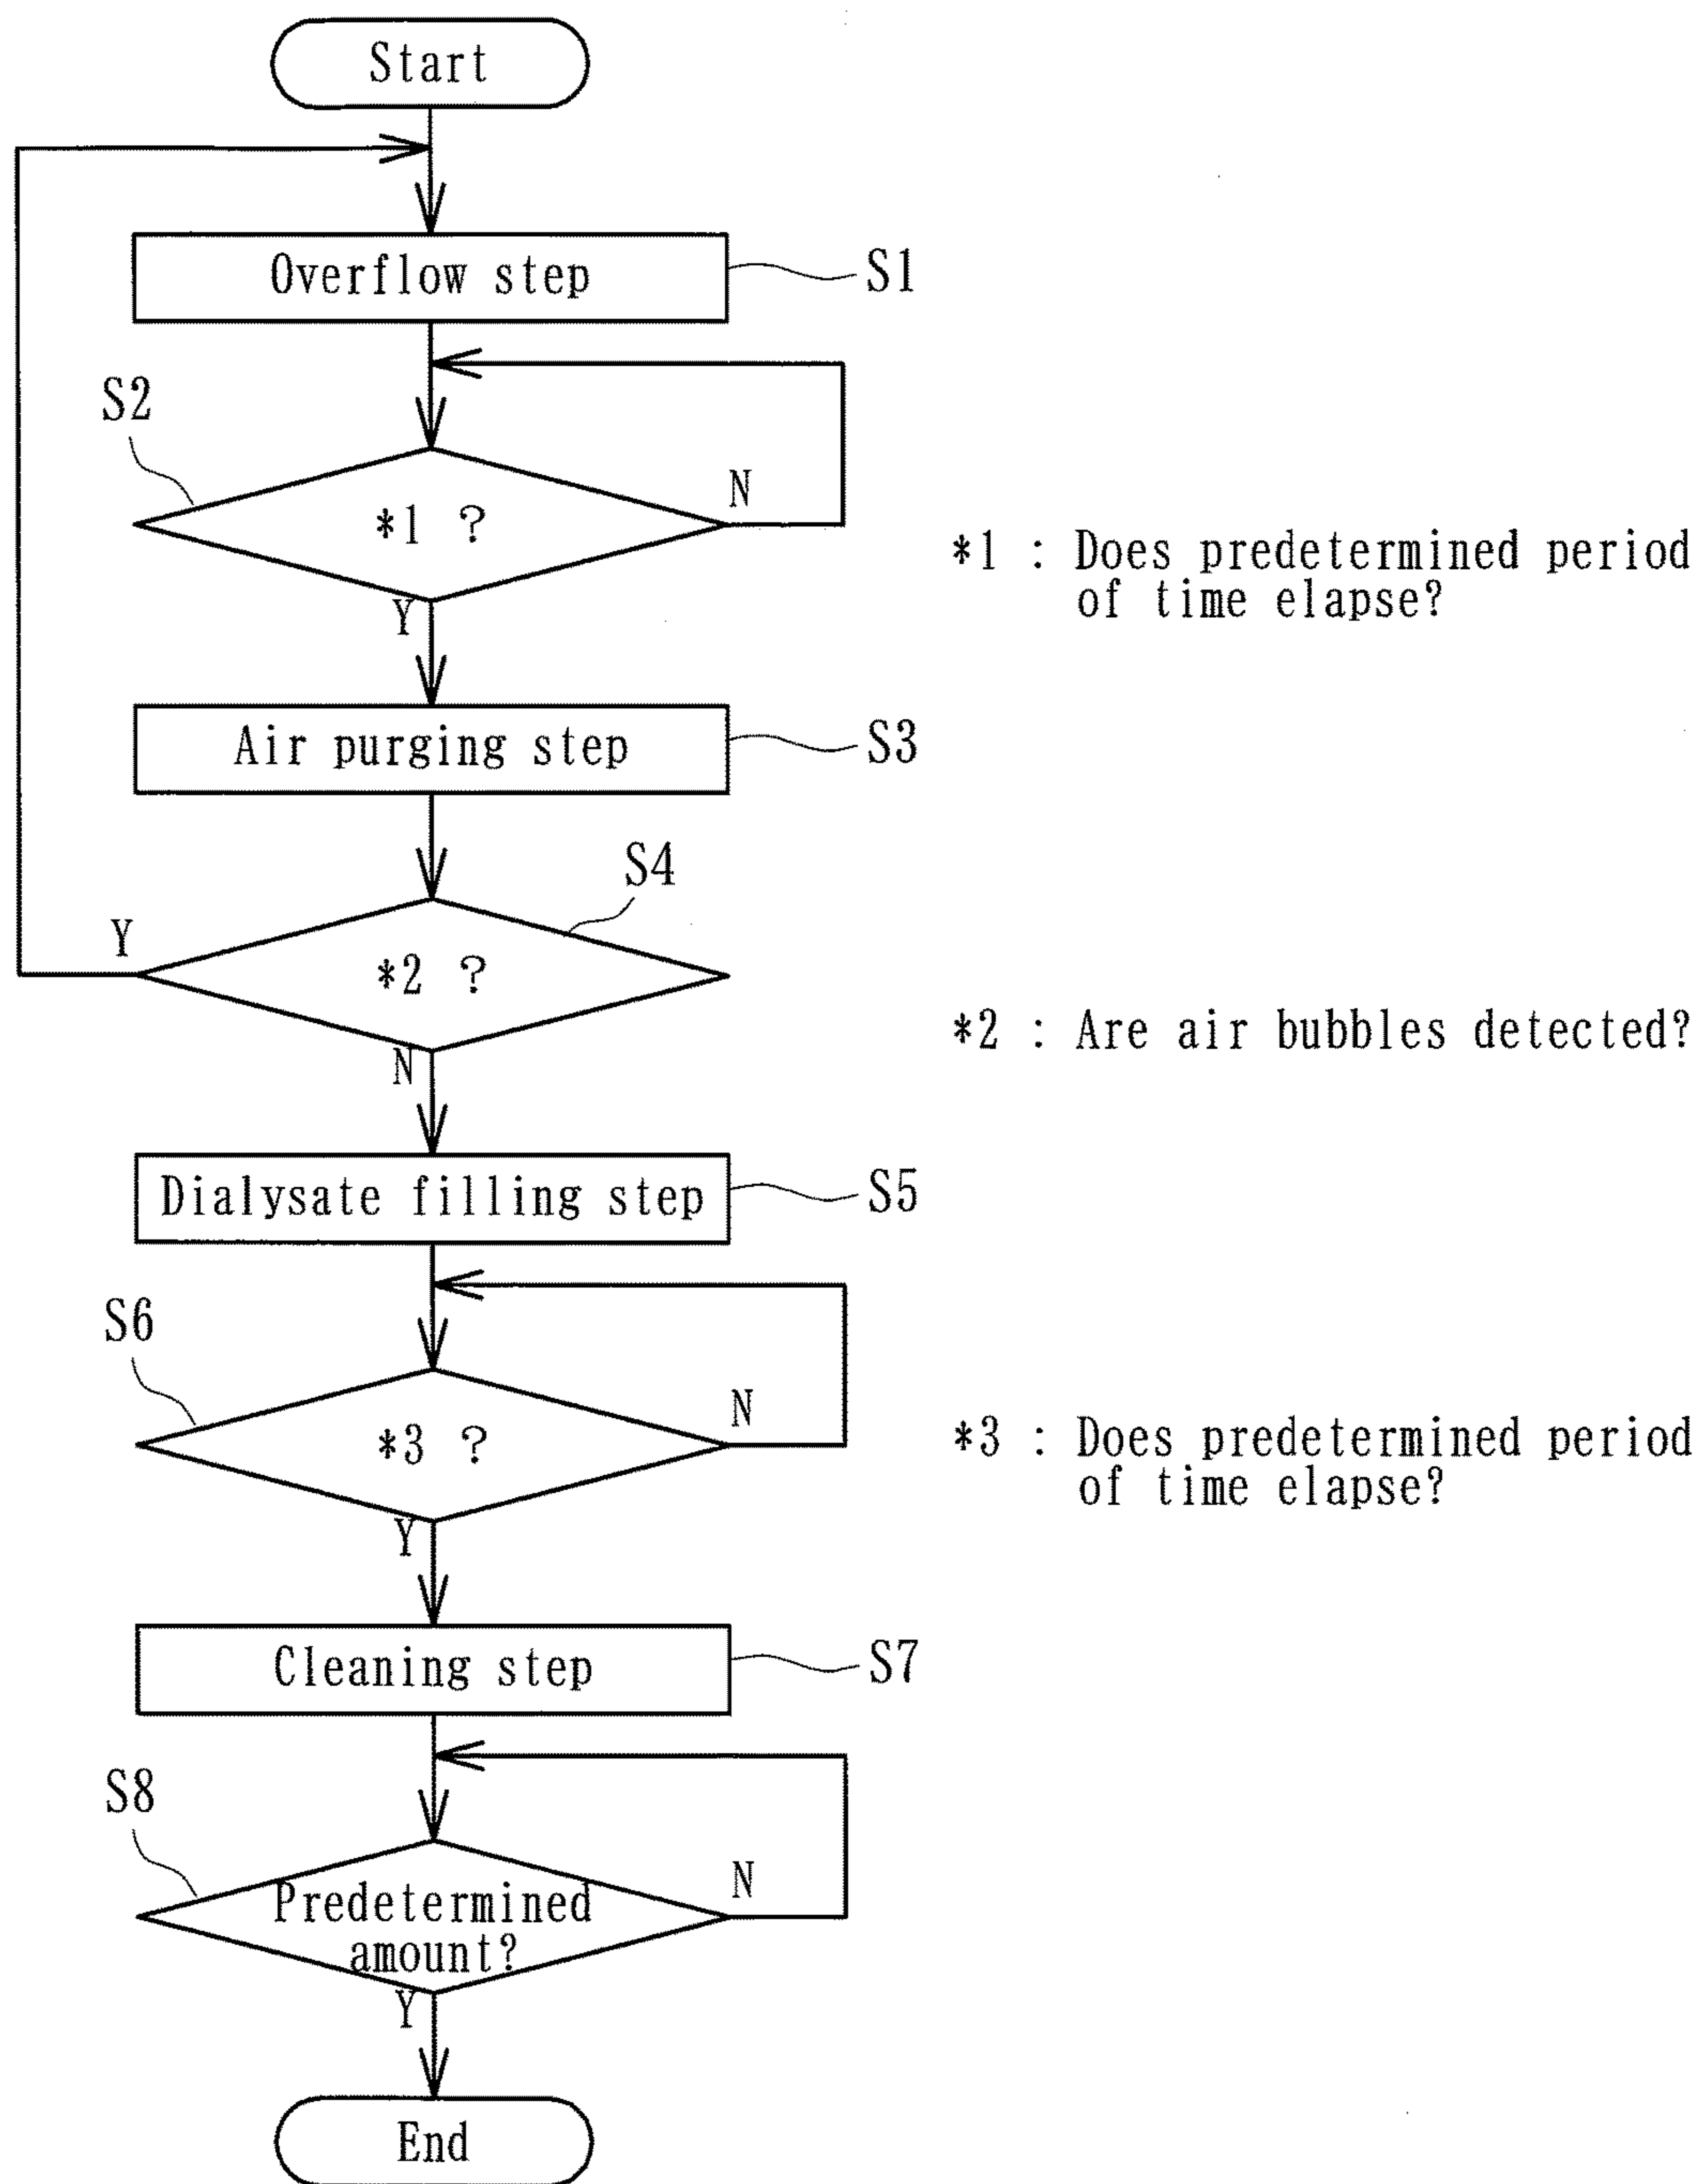 Start
Overflow step
S1
S2
*1 ?
N
*1 : Does predetermined period
of time elapse?
Y
Air purging step
S3
S4
Y
*2 ?
*2 : Are air bubbles detected?
N
Dialysate filling step
S5
S6
N
*3 ?
*3 : Does predetermined period
of time elapse?
Y
Cleaning step
S7
S8
N
Predetermined
amount?
Y
End